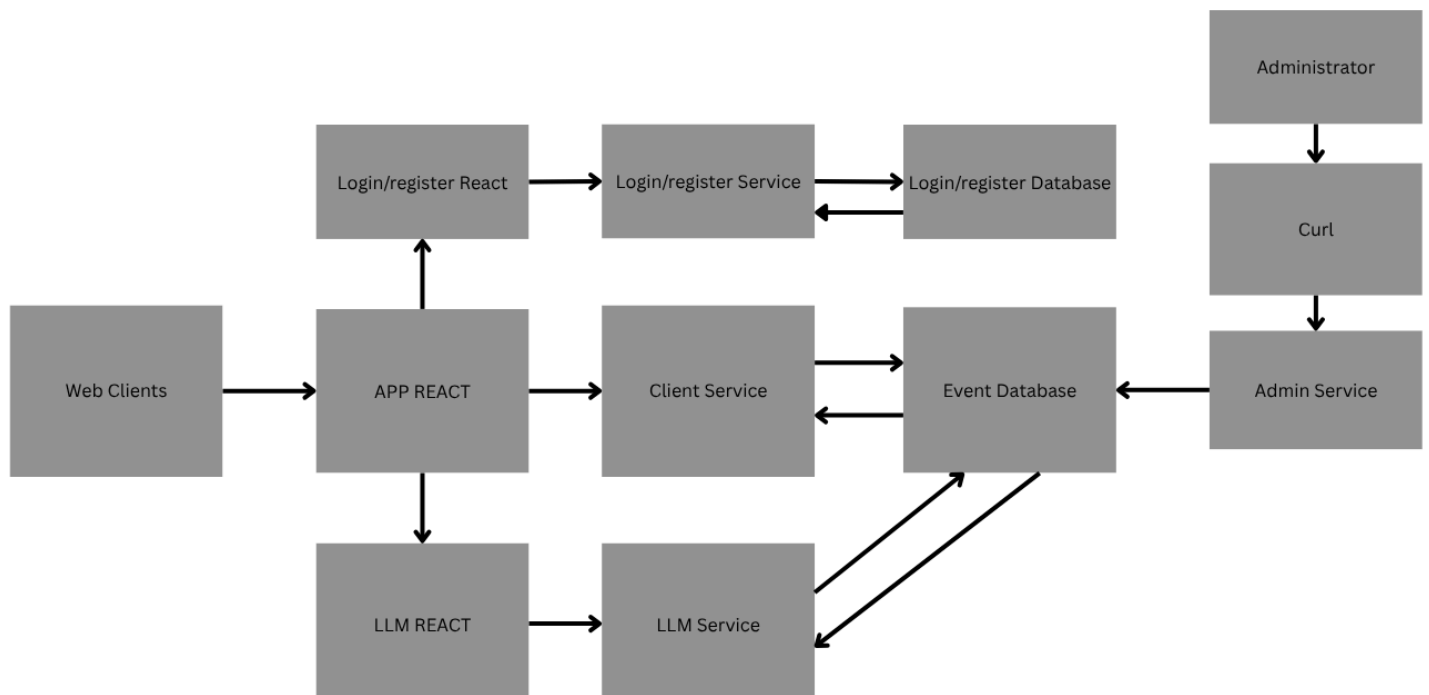 Administrator
Login/register React
Login/register Service
Login/register Database
Curl
Web Clients
APP REACT
Client Service
Event Database
Admin Service
LLM REACT
LLM Service